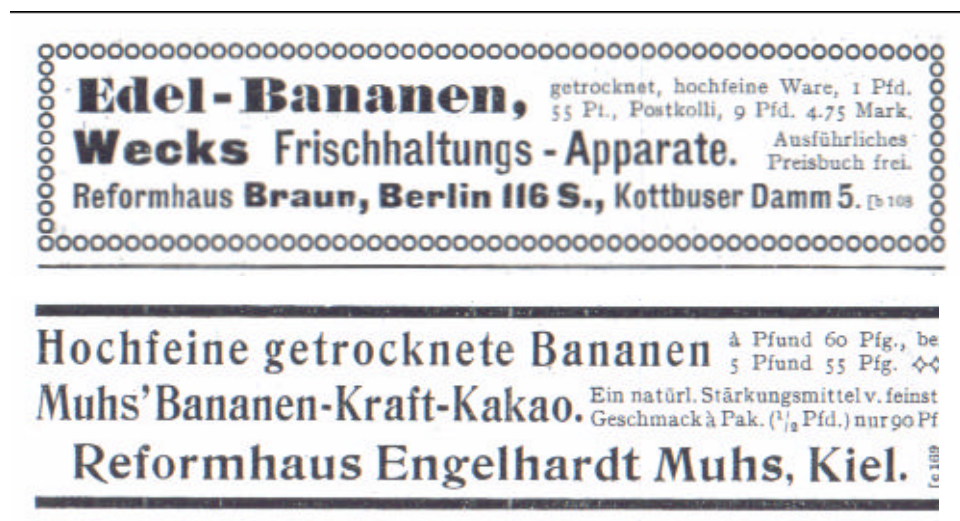 Edel-Bananen, getrocknet, hochfeine Ware, 1 Pfd.
55 Pf., Postkolli, 9 Pfd. 4.75 Mark.
Wecks Frischhaltungs-Apparate. Ausführliches
Preisbuch frei.
Reformhaus Braun, Berlin 116 S., Kottbuser Damm 5. [b 108
Hochfeine getrocknete Bananen à Pfund 60 Pfg., be
5 Pfund 55 Pfg.
Muhs' Bananen-Kraft-Kakao. Ein natürl. Stärkungsmittel v. feinst
Geschmack à Pak. (1/2 Pfd.) nur 90 Pf
Reformhaus Engelhardt Muhs, Kiel. [c 169